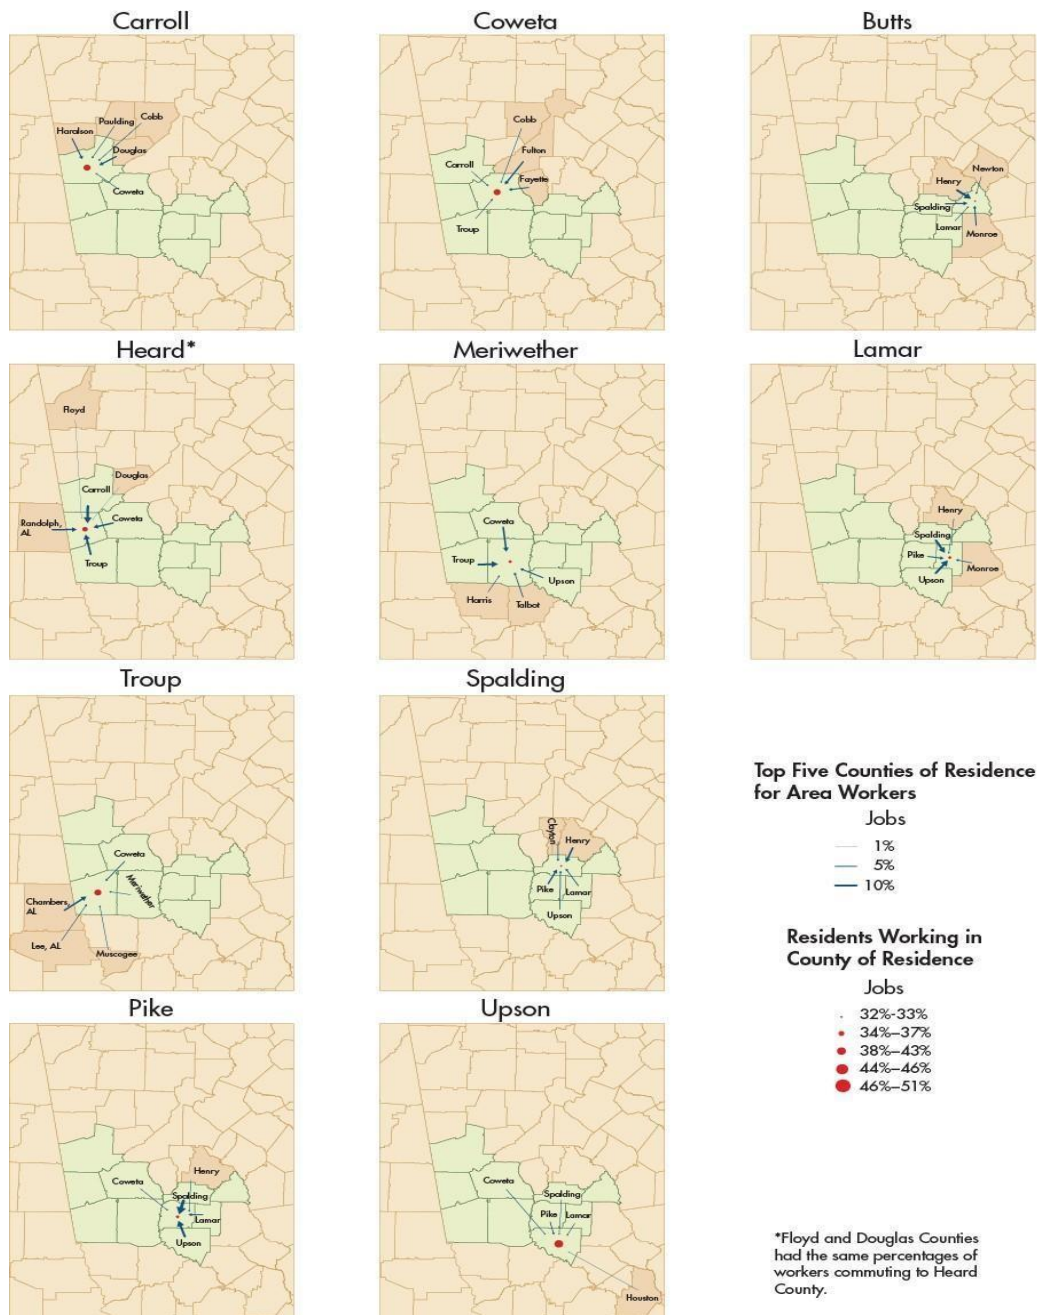 Carroll
Haralson
Paulding
Cobb
Douglas
Coweta
Coweta
Cobb
Fulton
Carroll
Fayette
Troup
Butts
Newton
Henry
Spalding
Lamar
Monroe
Heard*
Floyd
Douglas
Carroll
Randolph,
AL
Coweta
Troup
Meriwether
Coweta
Troup
Upson
Harris
Talbot
Lamar
Henry
Spalding
Pike
Monroe
Upson
Troup
Coweta
Meriwether
Chambers,
AL
Lee, AL
Muscogee
Spalding
Clayton
Henry
Pike
Lamar
Upson
Top Five Counties of Residence
for Area Workers
Jobs
1%
5%
10%
Residents Working in
County of Residence
Jobs
32%-33%
34%–37%
38%–43%
44%–46%
46%–51%
Pike
Henry
Coweta
Spalding
Lamar
Upson
Upson
Coweta
Spalding
Pike
Lamar
Houston
*Floyd and Douglas Counties
had the same percentages of
workers commuting to Heard
County.